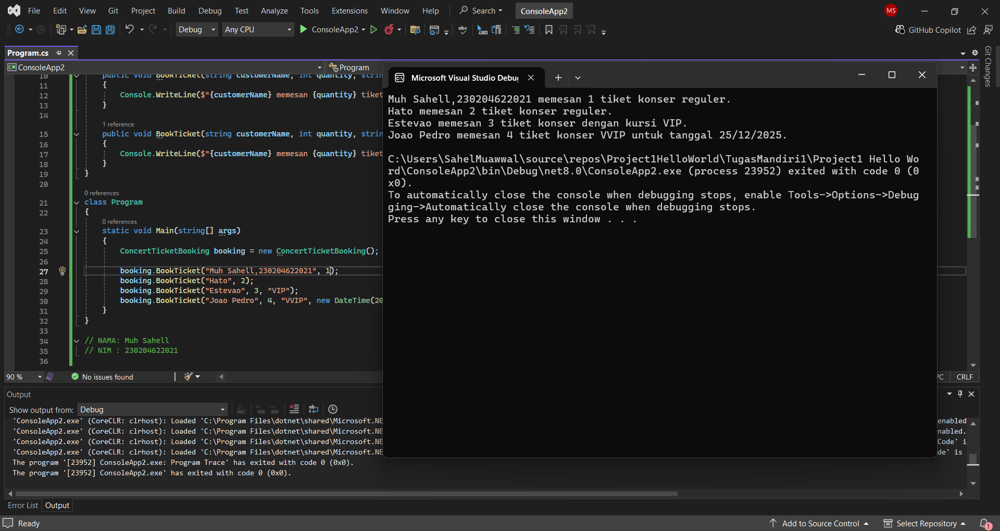 File Edit View Git Project Build Debug Test Analyze Tools Extensions Window Help Search ConsoleApp2 MS
Debug Any CPU ConsoleApp2 abc GitHub Copilot
Program.cs
Git Changes
C# ConsoleApp2 Program
10 public void BookTicket(string customerName, int quantity, strin
11 {
12 Console.WriteLine($"{customerName} memesan {quantity} tiket
13 }
14
1 reference
15 public void BookTicket(string customerName, int quantity, strin
16 {
17 Console.WriteLine($"{customerName} memesan {quantity} tiket
18 }
19 }
20
0 references
21 class Program
22 {
0 references
23 static void Main(string[] args)
24 {
25 ConcertTicketBooking booking = new ConcertTicketBooking();
26
27 booking.BookTicket("Muh Sahell,230204622021", 1);
28 booking.BookTicket("Hato", 2);
29 booking.BookTicket("Estevao", 3, "VIP");
30 booking.BookTicket("Joao Pedro", 4, "VVIP", new DateTime(20
31 }
32 }
33
34 // NAMA: Muh Sahell
35 // NIM : 230204622021
36
Microsoft Visual Studio Debug
Muh Sahell,230204622021 memesan 1 tiket konser reguler.
Hato memesan 2 tiket konser reguler.
Estevao memesan 3 tiket konser dengan kursi VIP.
Joao Pedro memesan 4 tiket konser VVIP untuk tanggal 25/12/2025.
C:\Users\SahelMuawwal\source\repos\Project1HelloWorld\TugasMandiri1\Project1 Hello Wo
rd\ConsoleApp2\bin\Debug\net8.0\ConsoleApp2.exe (process 23952) exited with code 0 (0
x0).
To automatically close the console when debugging stops, enable Tools->Options->Debug
ging->Automatically close the console when debugging stops.
Press any key to close this window . . .
90 % No issues found PC CRLF
Output
Show output from: Debug
'ConsoleApp2.exe' (CoreCLR: clrhost): Loaded 'C:\Program Files\dotnet\shared\Microsoft.NE enabled
'ConsoleApp2.exe' (CoreCLR: clrhost): Loaded 'C:\Program Files\dotnet\shared\Microsoft.NE nabled.
'ConsoleApp2.exe' (CoreCLR: clrhost): Loaded 'C:\Program Files\dotnet\shared\Microsoft.NE Code' i
'ConsoleApp2.exe' (CoreCLR: clrhost): Loaded 'C:\Program Files\dotnet\shared\Microsoft.NE de' is
The program '[23952] ConsoleApp2.exe: Program Trace' has exited with code 0 (0x0).
The program '[23952] ConsoleApp2.exe' has exited with code 0 (0x0).
Error List Output
Ready Add to Source Control Select Repository 1